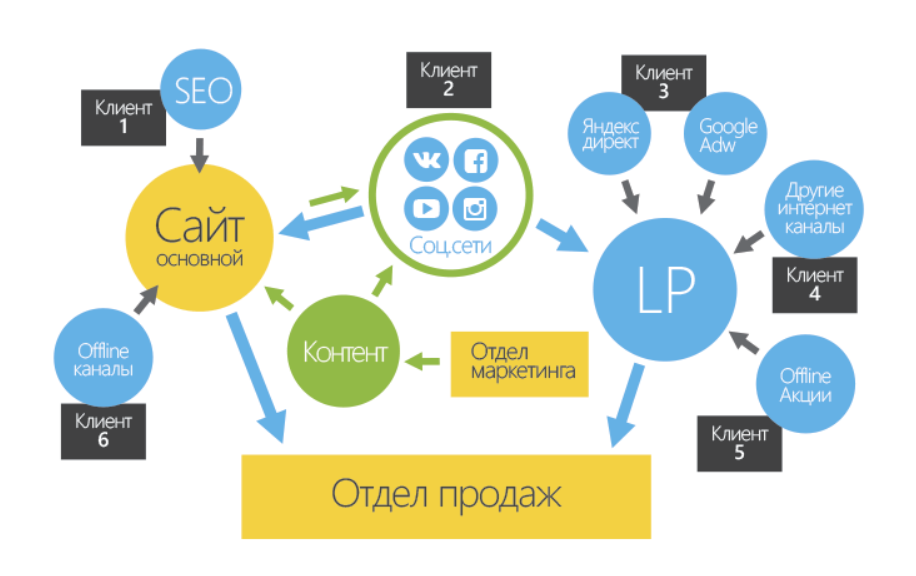 SEO
Клиент
1
Клиент
2
Клиент
3
Яндекс
директ
Google
Adw
Сайт
основной
Соц.сети
Другие
интернет
каналы
Клиент
4
LP
Offline
каналы
Клиент
6
Контент
Отдел
маркетинга
Offline
Акции
Клиент
5
Отдел продаж